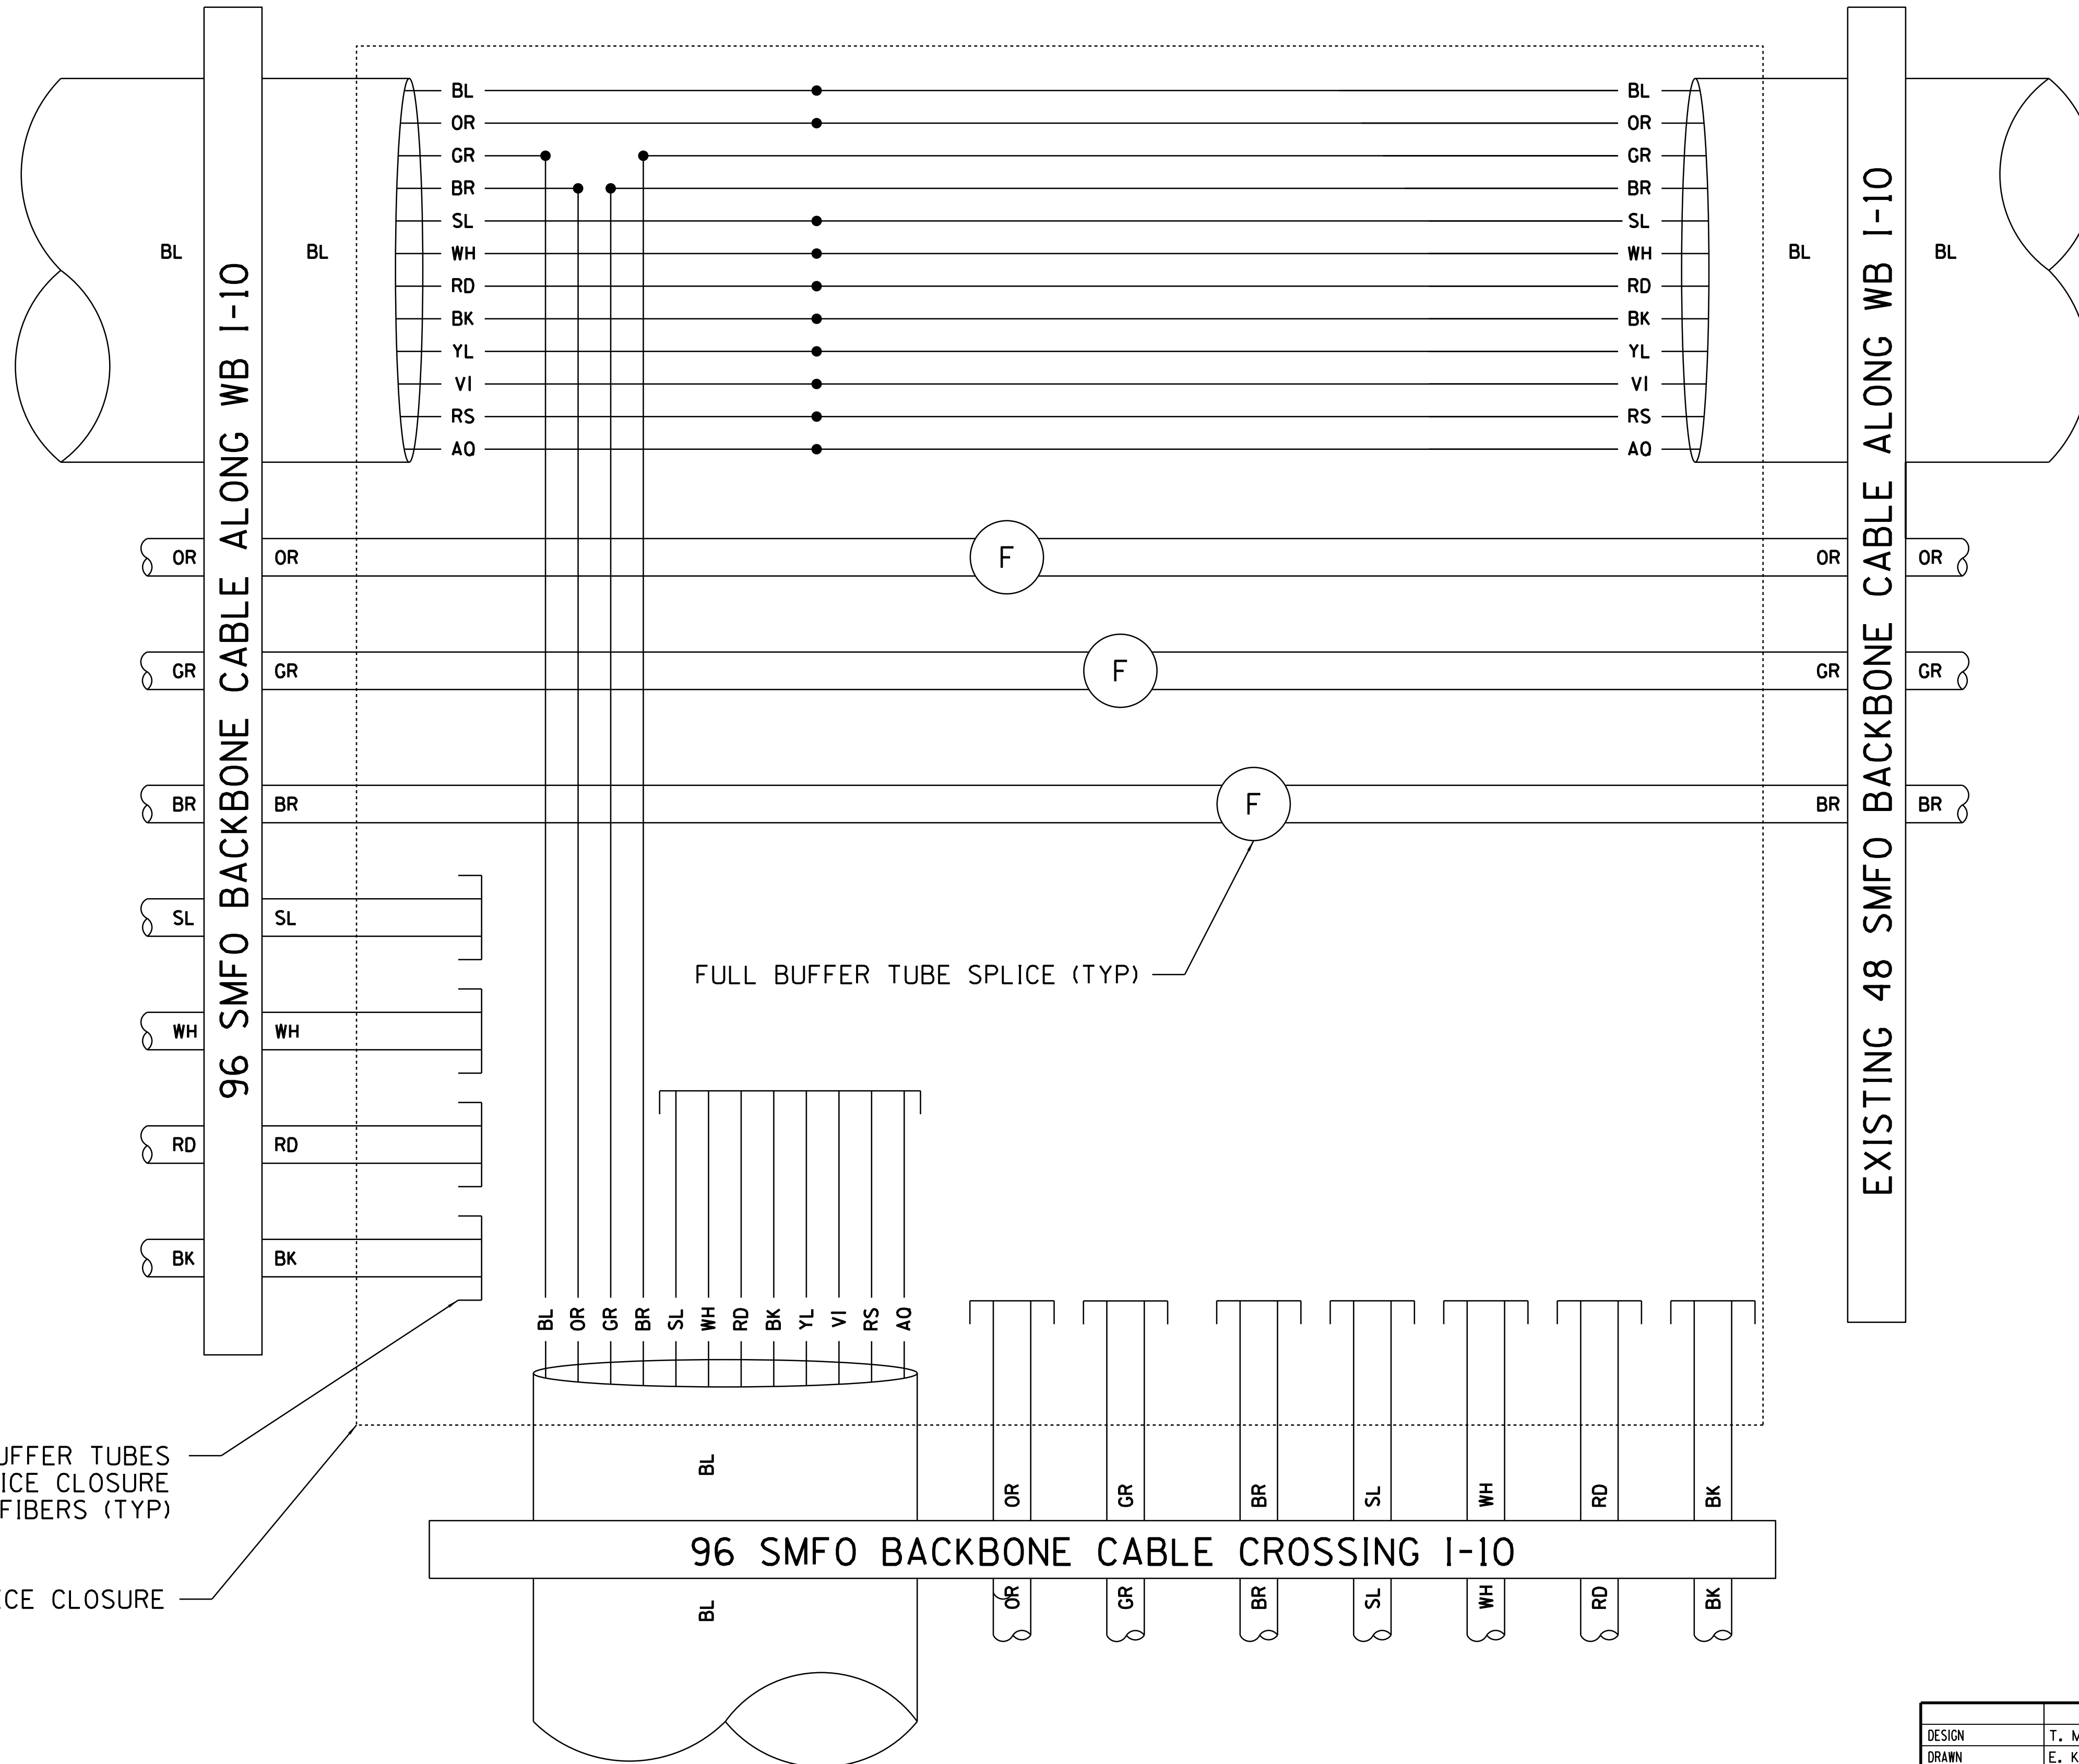 BL BL
OR OR
GR GR
BR BR
SL SL
WH WH
BL BL BL BL
RD RD
BK BK
YL YL
VI VI
RS RS
AQ AQ
96 SMFO BACKBONE CABLE ALONG WB I-10
EXISTING 48 SMFO BACKBONE CABLE ALONG WB I-10
OR OR F OR OR
GR GR F GR GR
BR BR F BR BR
SL SL
FULL BUFFER TUBE SPLICE (TYP)
WH WH
RD RD
BK BK
BL OR GR BR SL WH RD BK YL VI RS AQ
BUFFER TUBES
CLOSURE
FIBERS (TYP)
BL OR GR BR SL WH RD BK
96 SMFO BACKBONE CABLE CROSSING I-10
CLOSURE
BL OR GR BR SL WH RD BK
DESIGN T.
DRAWN E.